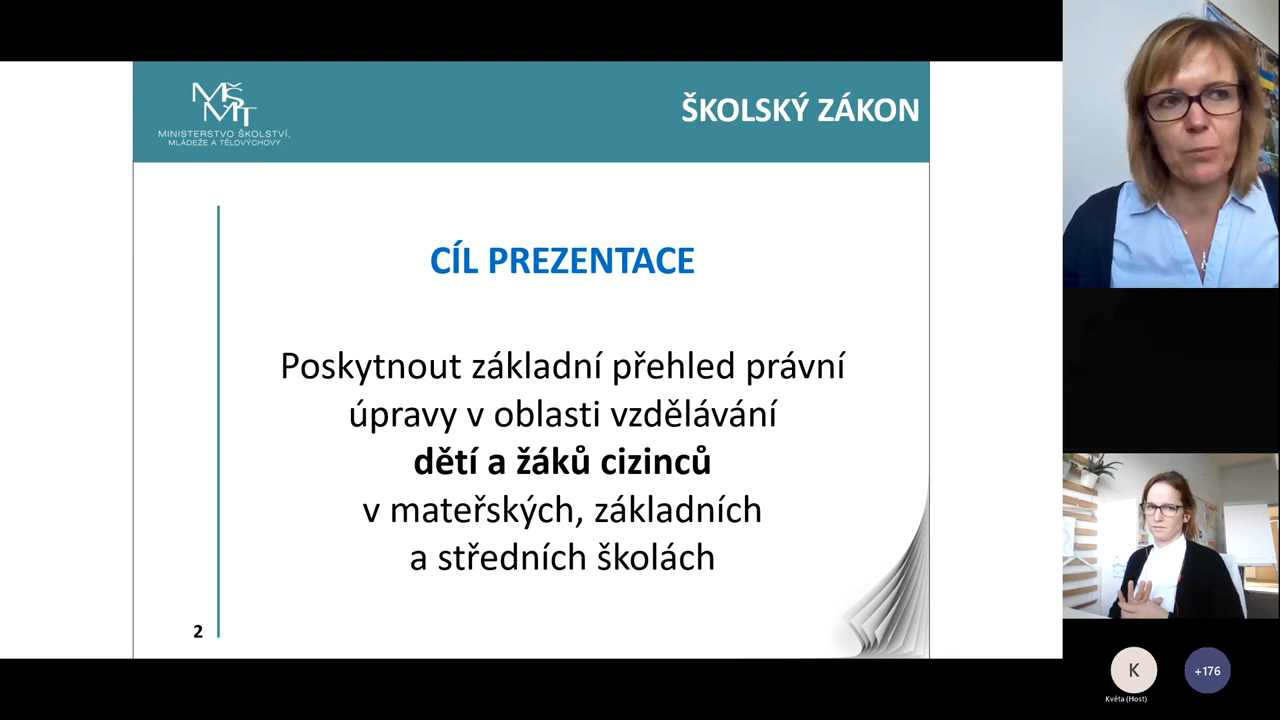 MŠMT
MINISTERSTVO ŠKOLSTVÍ,
MLÁDEŽE A TĚLOVÝCHOVY
ŠKOLSKÝ ZÁKON
CÍL PREZENTACE
Poskytnout základní přehled právní
úpravy v oblasti vzdělávání
dětí a žáků cizinců
v mateřských, základních
a středních školách
2
K
+176
Květa (Host)